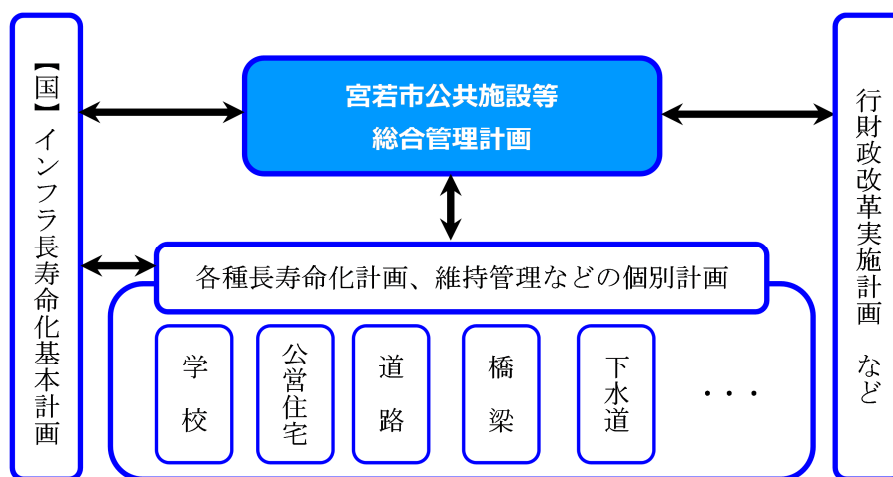 【国】インフラ長寿命化基本計画
宮若市公共施設等
総合管理計画
行財政改革実施計画 など
各種長寿命化計画、維持管理などの個別計画
学校
公営住宅
道路
橋梁
下水道
・・・